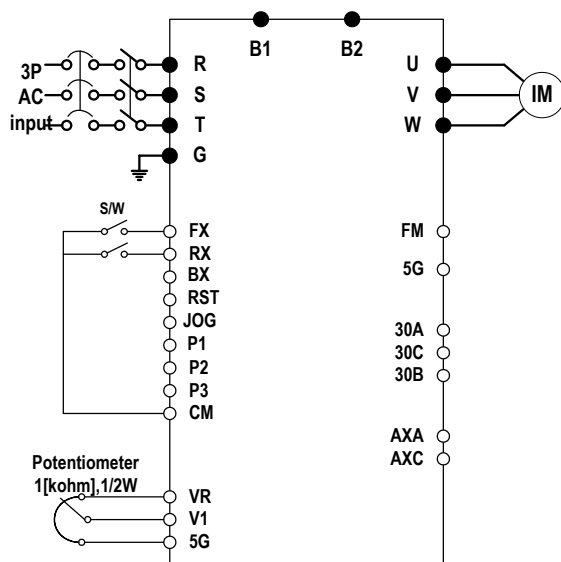 B1
B2
3P
R
U
AC
S
V
IM
input
T
W
G
S/W
FX
FM
RX
5G
BX
RST
JOG
30A
P1
30C
P2
30B
P3
CM
AXA
AXC
Potentiometer
1[kohm],1/2W
VR
V1
5G